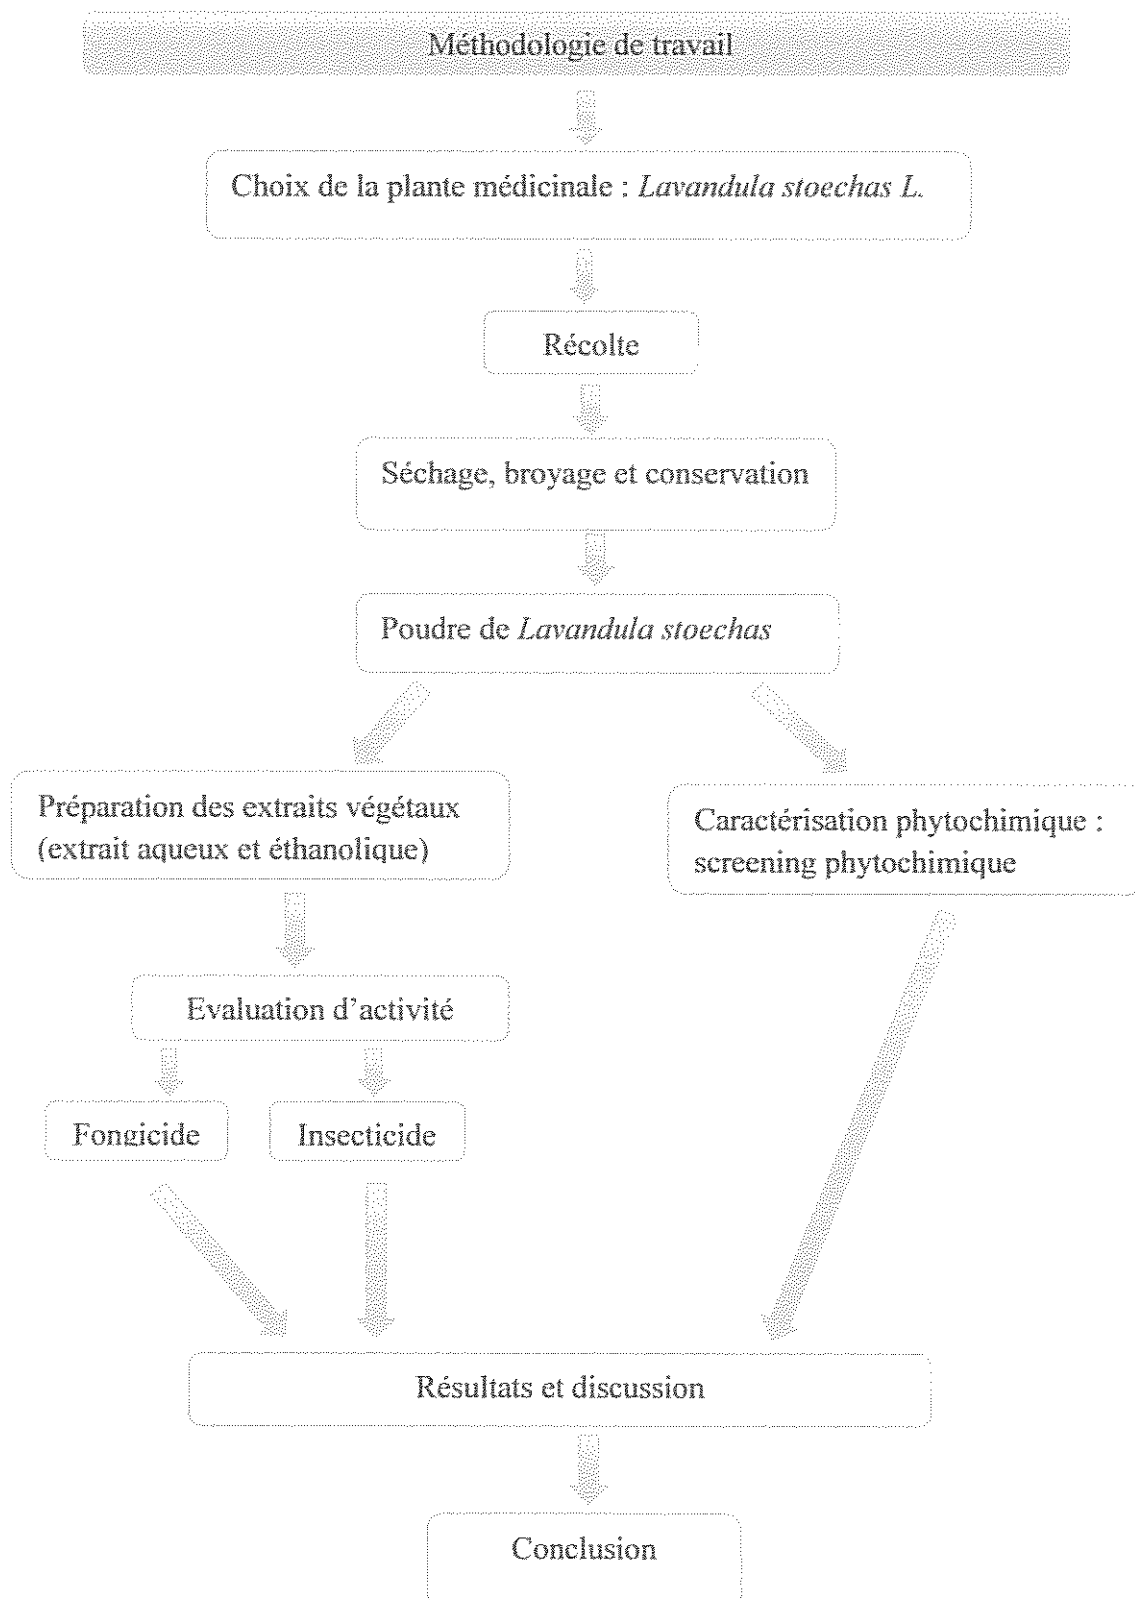 Méthodologie de travail
Choix de la plante médicinale : Lavandula stoechas L.
Récolte
Séchage, broyage et conservation
Poudre de Lavandula stoechas
Préparation des extraits végétaux
(extrait aqueux et éthanolique)
Caractérisation phytochimique :
screening phytochimique
Evaluation d'activité
Fongicide
Insecticide
Résultats et discussion
Conclusion